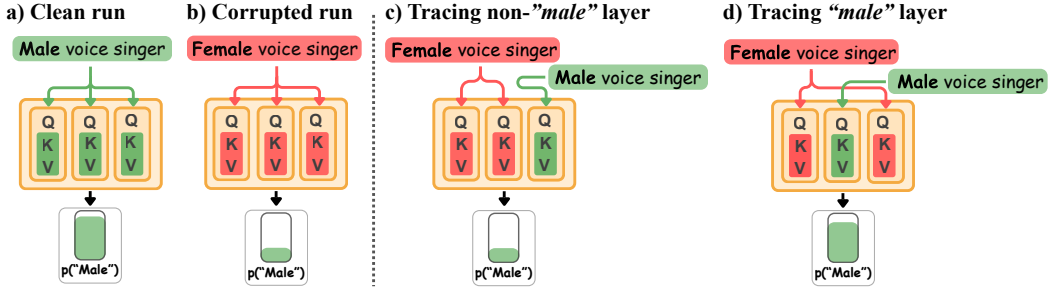 a) Clean run
Male voice singer
Q Q Q
K K K
V V V
p("Male")
b) Corrupted run
Female voice singer
Q Q Q
K K K
V V V
p("Male")
c) Tracing non-"male" layer
Female voice singer
Male voice singer
Q Q Q
K K K
V V V
p("Male")
d) Tracing "male" layer
Female voice singer
Male voice singer
Q Q Q
K K K
V V V
p("Male")